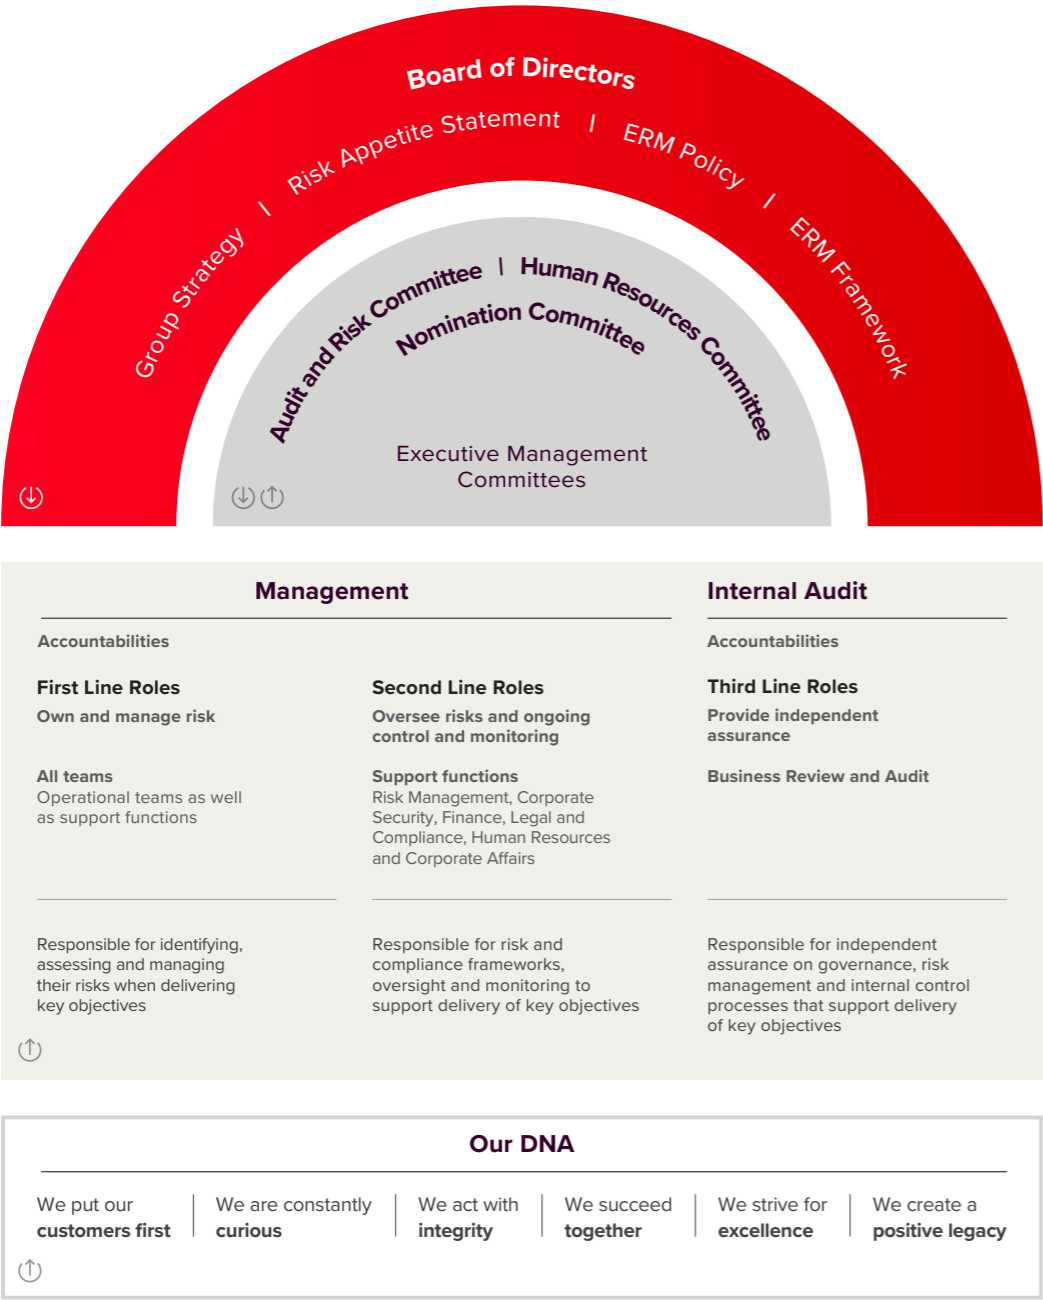 Board of Directors
Group Strategy | Risk Appetite Statement | ERM Policy | ERM Framework
Audit and Risk Committee | Human Resources Committee
Nomination Committee
Executive Management
Committees
Management
Accountabilities
First Line Roles
Own and manage risk
All teams
Operational teams as well
as support functions
Responsible for identifying,
assessing and managing
their risks when delivering
key objectives
Second Line Roles
Oversee risks and ongoing
control and monitoring
Support functions
Risk Management, Corporate
Security, Finance, Legal and
Compliance, Human Resources
and Corporate Affairs
Responsible for risk and
compliance frameworks,
oversight and monitoring to
support delivery of key objectives
Internal Audit
Accountabilities
Third Line Roles
Provide independent
assurance
Business Review and Audit
Responsible for independent
assurance on governance, risk
management and internal control
processes that support delivery
of key objectives
Our DNA
We put our
customers first
We are constantly
curious
We act with
integrity
We succeed
together
We strive for
excellence
We create a
positive legacy